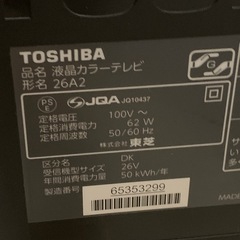 TOSHIBA
品名 液晶カラーテレビ
形名 26A2
PS
E
JQA JQ10437
G
定格電圧 100V～
定格消費電力 62 W
定格周波数 50/60 Hz
株式会社 東芝
区分名 DK
受信機型サイズ 26V
年間消費電力量 50 kWh/年
製造番号 65353299
MADE